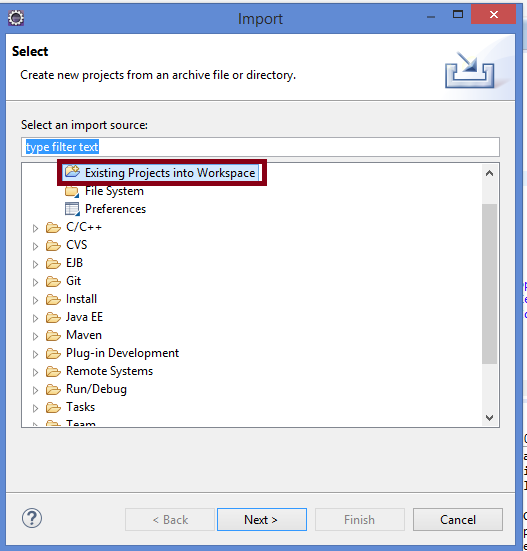 Import
Select
Create new projects from an archive file or directory.
Select an import source:
type filter text
Existing Projects into Workspace
File System
Preferences
C/C++
CVS
EJB
Git
Install
Java EE
Maven
Plug-in Development
Remote Systems
Run/Debug
Tasks
Team
< Back
Next >
Finish
Cancel